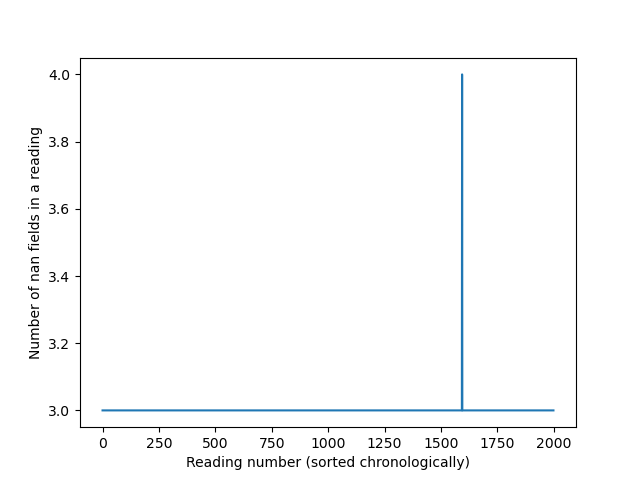 Number of nan fields in a reading
4.0
3.8
3.6
3.4
3.2
3.0
0 250 500 750 1000 1250 1500 1750 2000
Reading number (sorted chronologically)